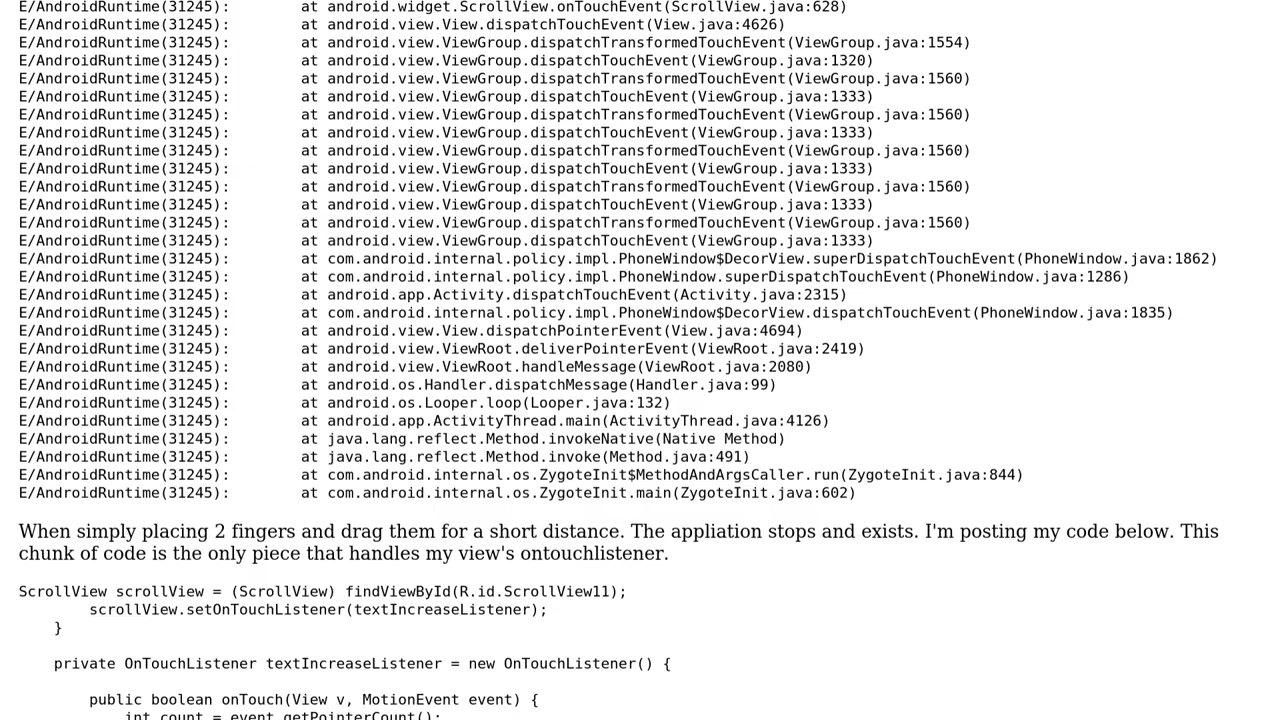 E/AndroidRuntime(31245):        at android.widget.ScrollView.onTouchEvent(ScrollView.java:628)
E/AndroidRuntime(31245):        at android.view.View.dispatchTouchEvent(View.java:4626)
E/AndroidRuntime(31245):        at android.view.ViewGroup.dispatchTransformedTouchEvent(ViewGroup.java:1554)
E/AndroidRuntime(31245):        at android.view.ViewGroup.dispatchTouchEvent(ViewGroup.java:1320)
E/AndroidRuntime(31245):        at android.view.ViewGroup.dispatchTransformedTouchEvent(ViewGroup.java:1560)
E/AndroidRuntime(31245):        at android.view.ViewGroup.dispatchTouchEvent(ViewGroup.java:1333)
E/AndroidRuntime(31245):        at android.view.ViewGroup.dispatchTransformedTouchEvent(ViewGroup.java:1560)
E/AndroidRuntime(31245):        at android.view.ViewGroup.dispatchTouchEvent(ViewGroup.java:1333)
E/AndroidRuntime(31245):        at android.view.ViewGroup.dispatchTransformedTouchEvent(ViewGroup.java:1560)
E/AndroidRuntime(31245):        at android.view.ViewGroup.dispatchTouchEvent(ViewGroup.java:1333)
E/AndroidRuntime(31245):        at android.view.ViewGroup.dispatchTransformedTouchEvent(ViewGroup.java:1560)
E/AndroidRuntime(31245):        at android.view.ViewGroup.dispatchTouchEvent(ViewGroup.java:1333)
E/AndroidRuntime(31245):        at android.view.ViewGroup.dispatchTransformedTouchEvent(ViewGroup.java:1560)
E/AndroidRuntime(31245):        at android.view.ViewGroup.dispatchTouchEvent(ViewGroup.java:1333)
E/AndroidRuntime(31245):        at com.android.internal.policy.impl.PhoneWindow$DecorView.superDispatchTouchEvent(PhoneWindow.java:1862)
E/AndroidRuntime(31245):        at com.android.internal.policy.impl.PhoneWindow.superDispatchTouchEvent(PhoneWindow.java:1286)
E/AndroidRuntime(31245):        at android.app.Activity.dispatchTouchEvent(Activity.java:2315)
E/AndroidRuntime(31245):        at com.android.internal.policy.impl.PhoneWindow$DecorView.dispatchTouchEvent(PhoneWindow.java:1835)
E/AndroidRuntime(31245):        at android.view.View.dispatchPointerEvent(View.java:4694)
E/AndroidRuntime(31245):        at android.view.ViewRoot.deliverPointerEvent(ViewRoot.java:2419)
E/AndroidRuntime(31245):        at android.view.ViewRoot.handleMessage(ViewRoot.java:2080)
E/AndroidRuntime(31245):        at android.os.Handler.dispatchMessage(Handler.java:99)
E/AndroidRuntime(31245):        at android.os.Looper.loop(Looper.java:132)
E/AndroidRuntime(31245):        at android.app.ActivityThread.main(ActivityThread.java:4126)
E/AndroidRuntime(31245):        at java.lang.reflect.Method.invokeNative(Native Method)
E/AndroidRuntime(31245):        at java.lang.reflect.Method.invoke(Method.java:491)
E/AndroidRuntime(31245):        at com.android.internal.os.ZygoteInit$MethodAndArgsCaller.run(ZygoteInit.java:844)
E/AndroidRuntime(31245):        at com.android.internal.os.ZygoteInit.main(ZygoteInit.java:602)
When simply placing 2 fingers and drag them for a short distance. The appliation stops and exists. I'm posting my code below. This
chunk of code is the only piece that handles my view's ontouchlistener.
ScrollView scrollView = (ScrollView) findViewById(R.id.ScrollView11);
        scrollView.setOnTouchListener(textIncreaseListener);
    }
    private OnTouchListener textIncreaseListener = new OnTouchListener() {
        public boolean onTouch(View v, MotionEvent event) {
            int count = event.getPointerCount();